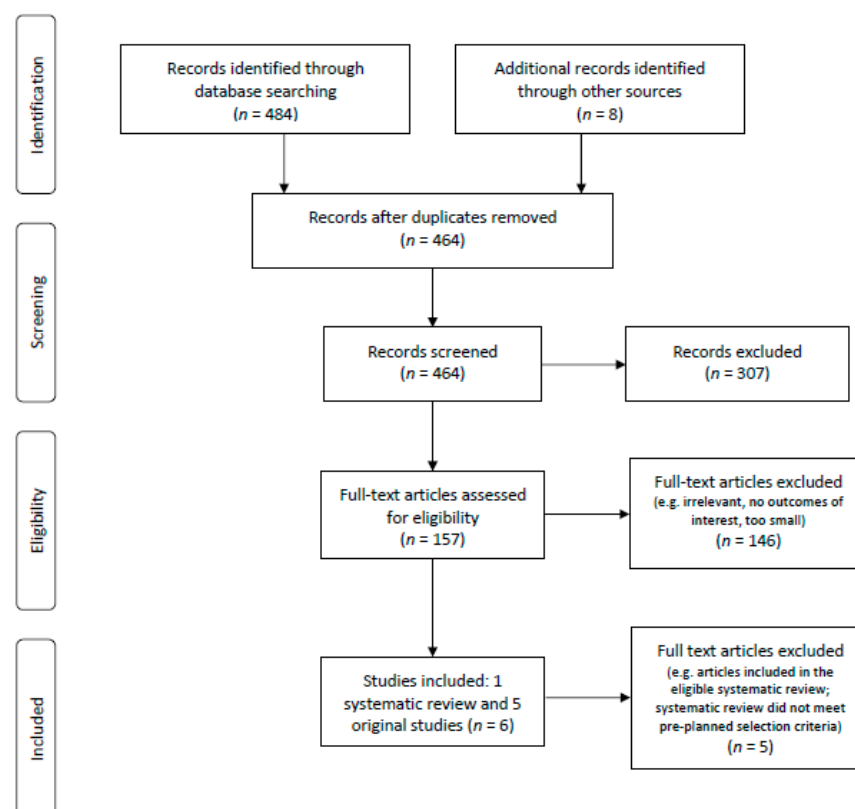 Identification
Records identified through
database searching
(n = 484)
Additional records identified
through other sources
(n = 8)
Records after duplicates removed
(n = 464)
Screening
Records screened
(n = 464)
Records excluded
(n = 307)
Eligibility
Full-text articles assessed
for eligibility
(n = 157)
Full-text articles excluded
(e.g. irrelevant, no outcomes of
interest, too small)
(n = 146)
Included
Studies included: 1
systematic review and 5
original studies (n = 6)
Full text articles excluded
(e.g. articles included in the
eligible systematic review;
systematic review did not meet
pre-planned selection criteria)
(n = 5)